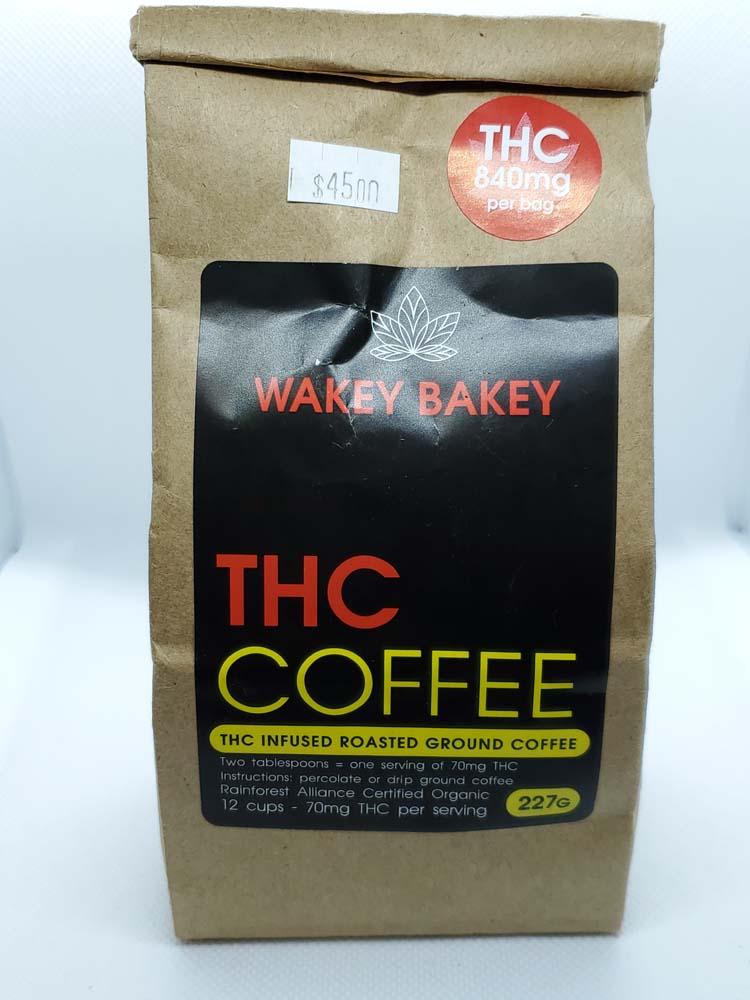 $45.00
THC
840mg
per bag
WAKEY BAKEY
THC
COFFEE
THC INFUSED ROASTED GROUND COFFEE
Two tablespoons = one serving of 70mg THC
Instructions: percolate or drip ground coffee
Rainforest Alliance Certified Organic
12 cups - 70mg THC per serving
227G